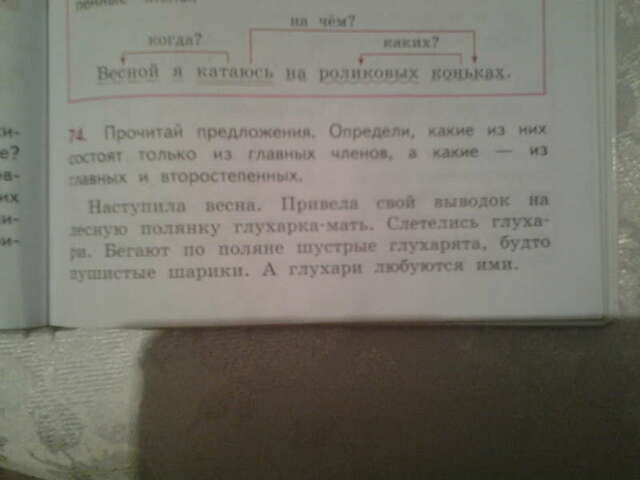 на чём?
когда? каких?
Весной я катаюсь на роликовых коньках.
74. Прочитай предложения. Определи, какие из них
состоят только из главных членов, а какие — из
главных и второстепенных.
Наступила весна. Привела свой выводок на
лесную полянку глухарка-мать. Слетелись глуха-
ри. Бегают по поляне шустрые глухарята, будто
пушистые шарики. А глухари любуются ими.